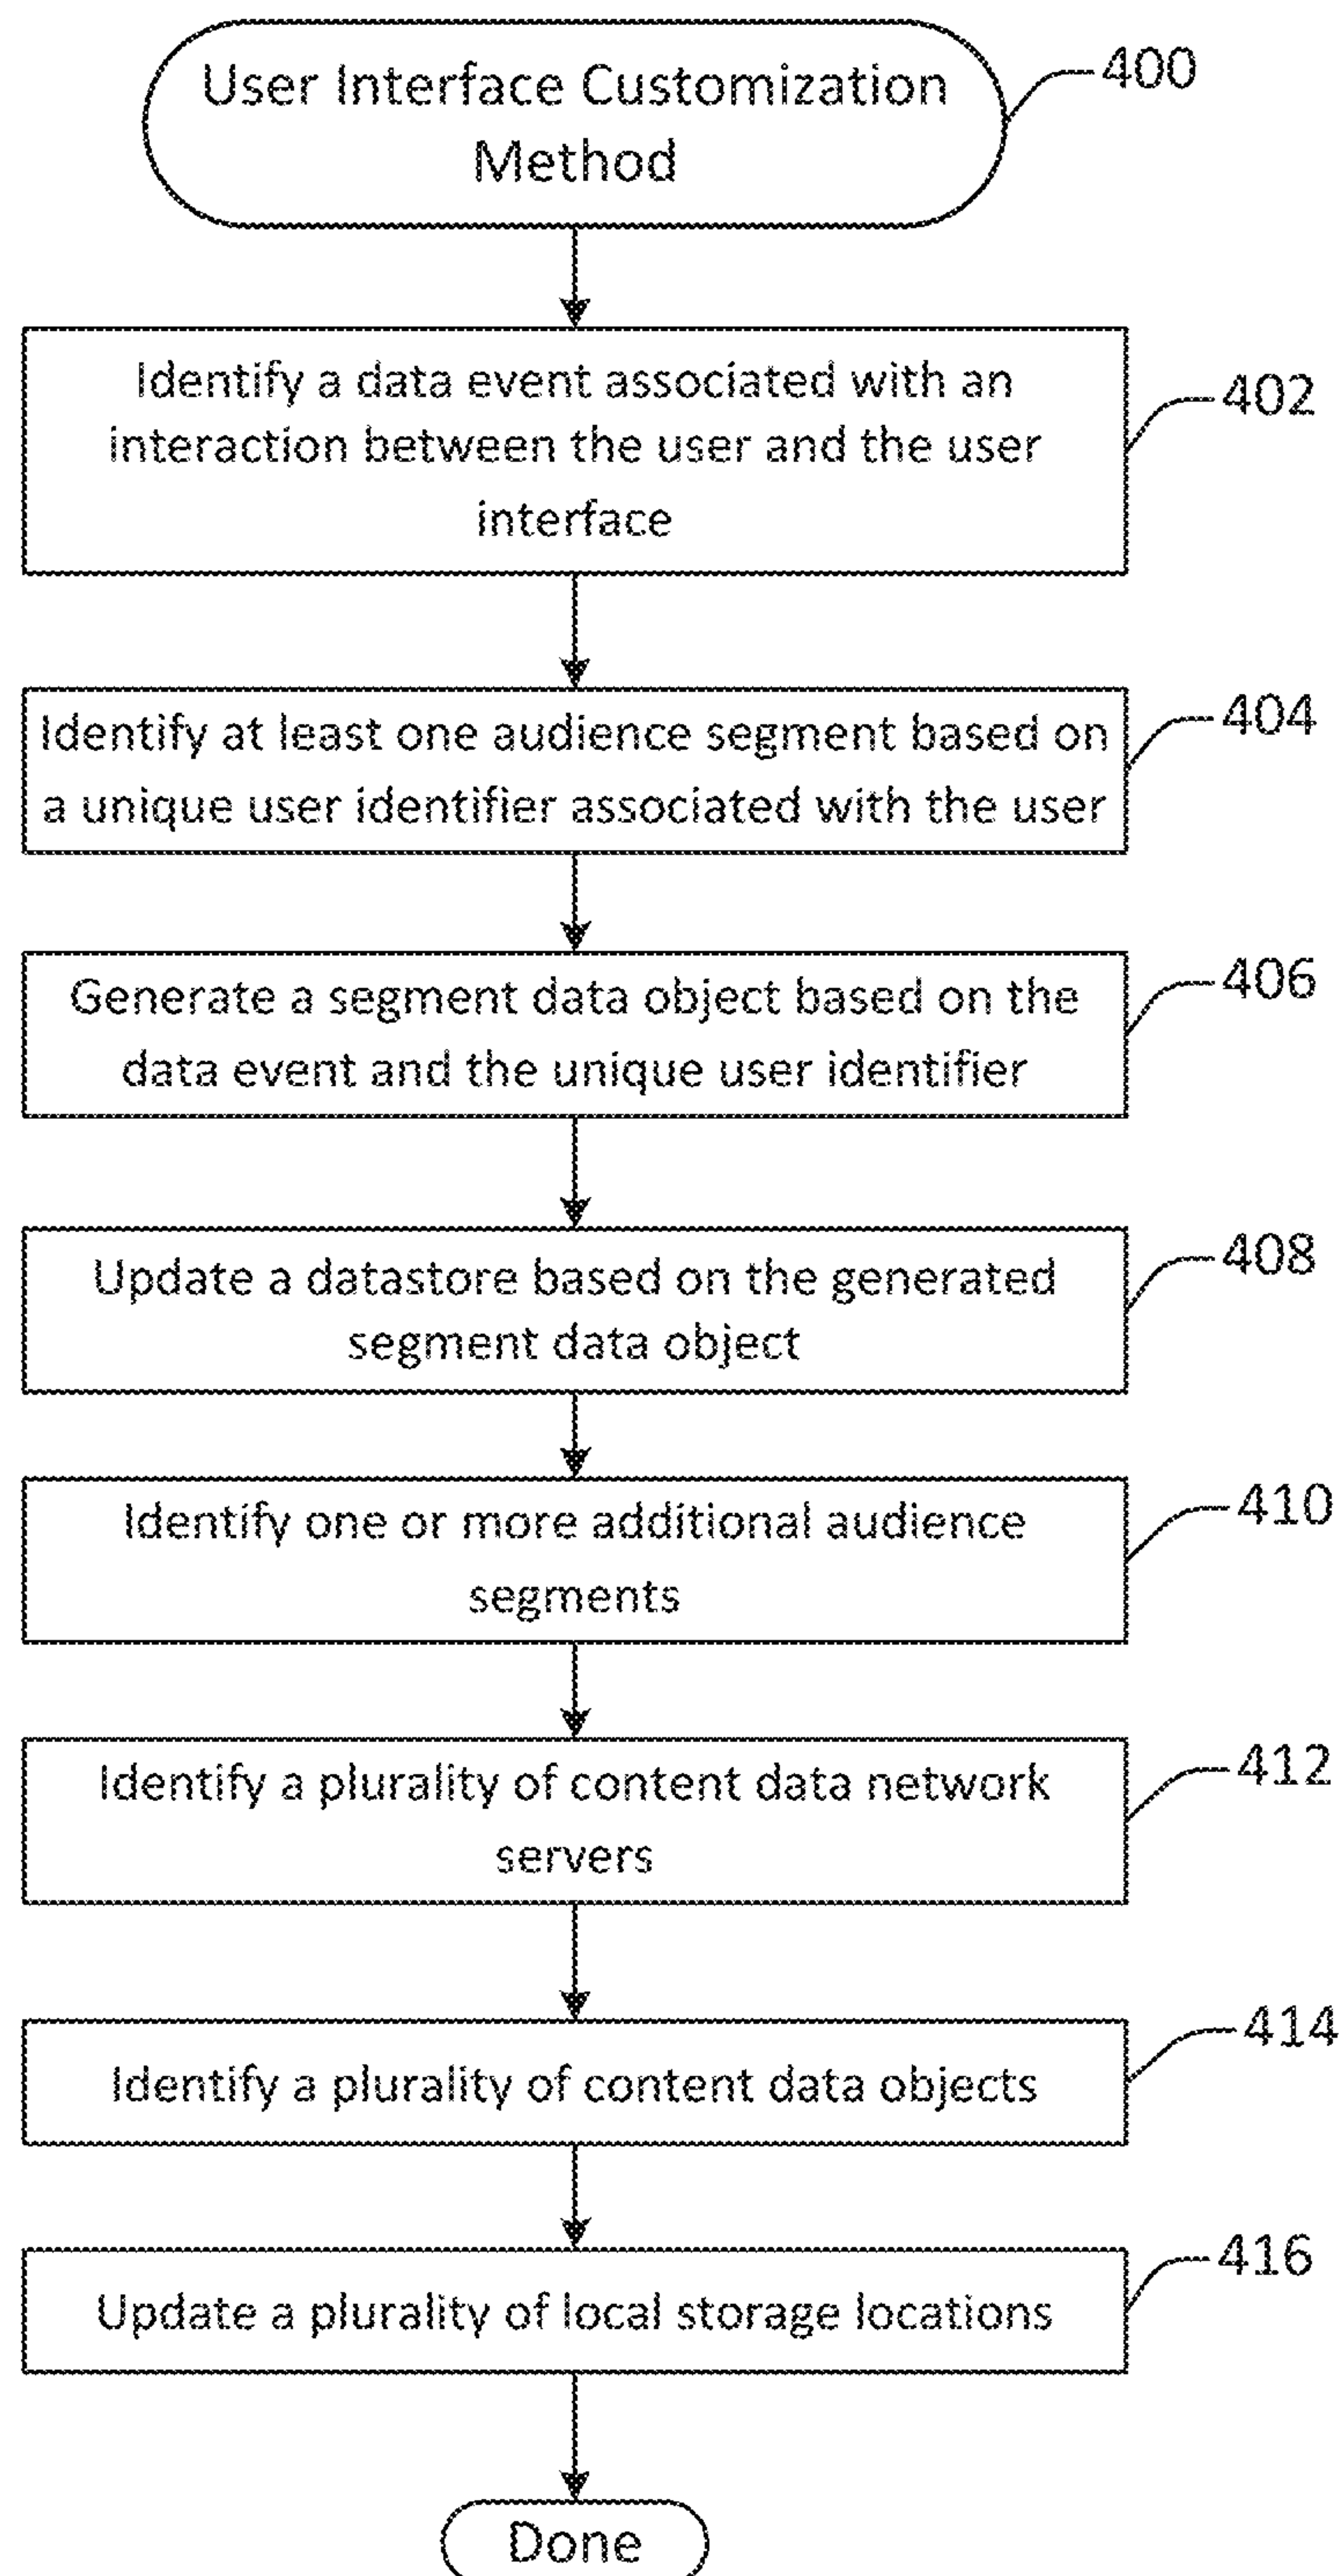 User Interface Customization
Method
400
Identify a data event associated with an
interaction between the user and the user
interface
402
Identify at least one audience segment based on
a unique user identifier associated with the user
404
Generate a segment data object based on the
data event and the unique user identifier
406
Update a datastore based on the generated
segment data object
408
Identify one or more additional audience
segments
410
Identify a plurality of content data network
servers
412
Identify a plurality of content data objects
414
Update a plurality of local storage locations
416
Done